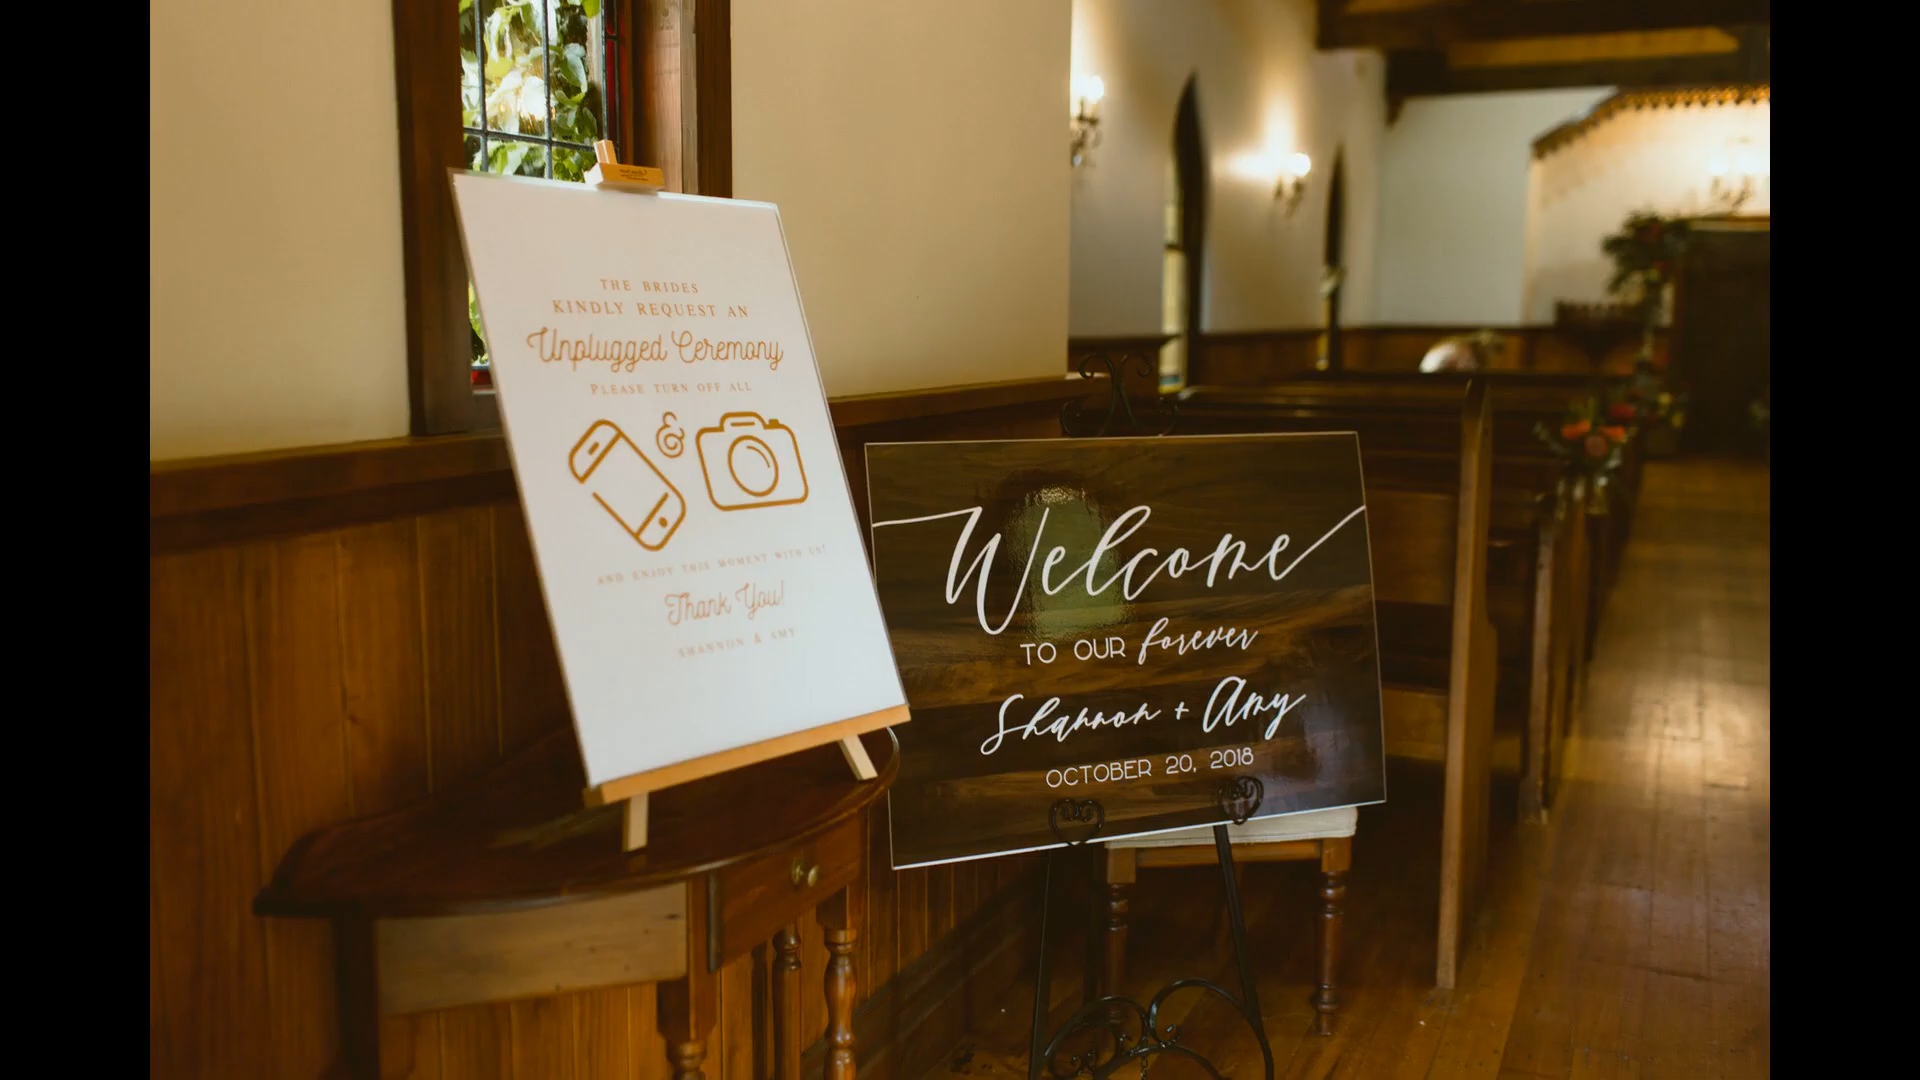 THE BRIDES
KINDLY REQUEST AN
Unplugged Ceremony
PLEASE TURN OFF ALL
&
AND ENJOY THIS MOMENT WITH US!
Thank You!
SHANNON & AMY
Welcome
TO OUR forever
Shannon + Amy
OCTOBER 20, 2018